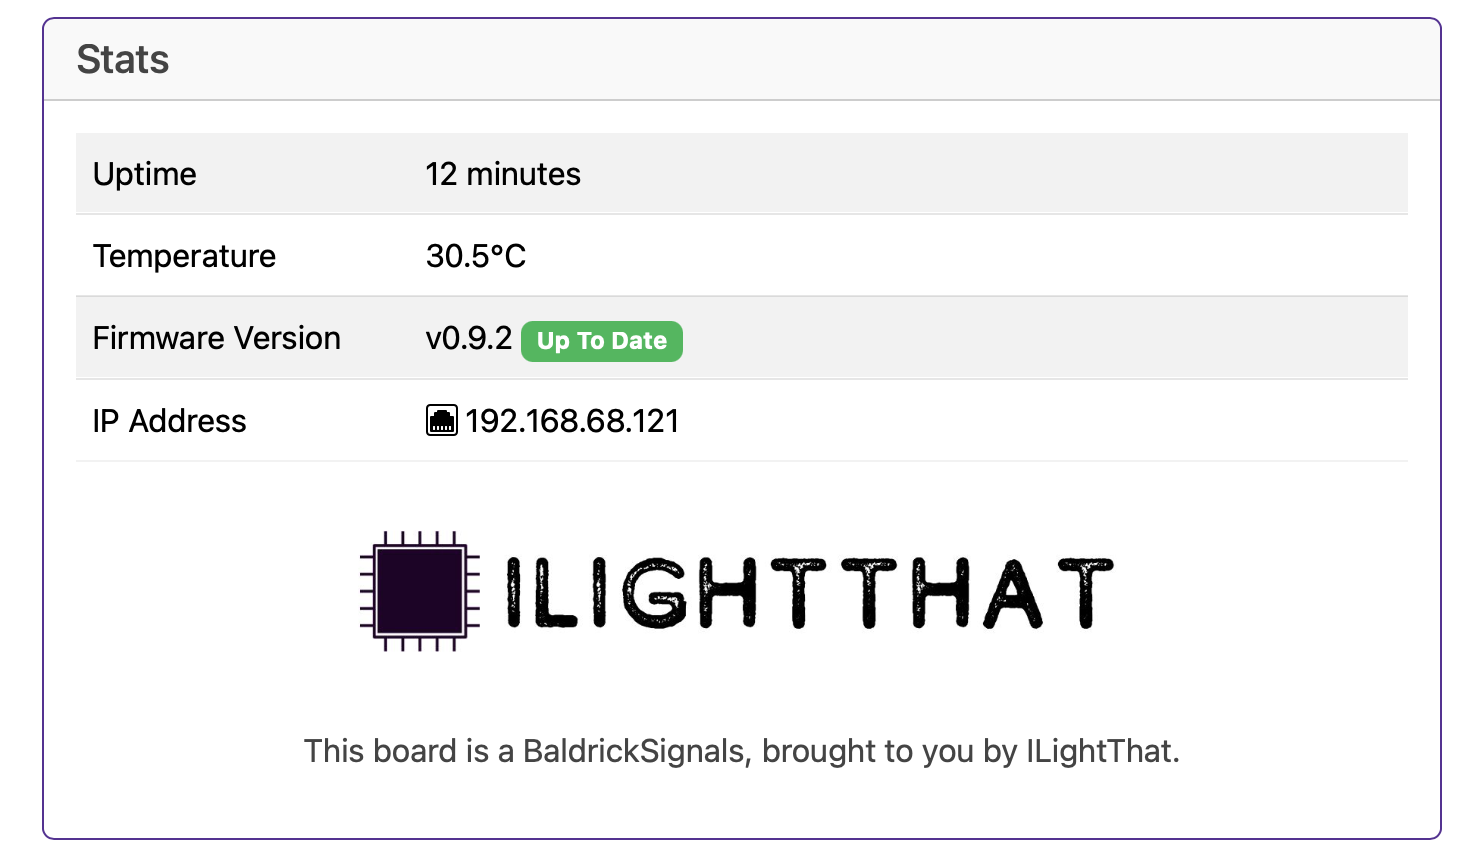 Stats
Uptime 12 minutes
Temperature 30.5°C
Firmware Version v0.9.2 Up To Date
IP Address 192.168.68.121
ILIGHTTHAT
This board is a BaldrickSignals, brought to you by ILightThat.